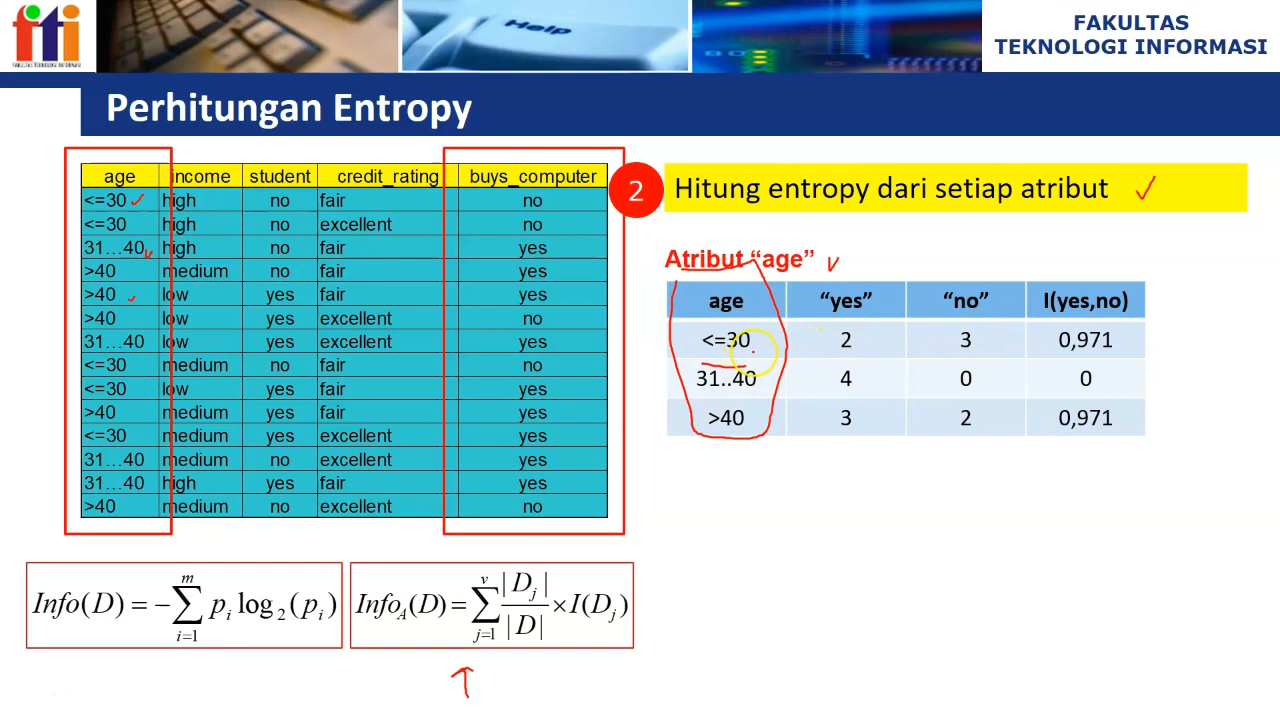 fti
FAKULTAS TEKNOLOGI INFORMASI
Help
FAKULTAS
TEKNOLOGI INFORMASI
Perhitungan Entropy
age income student credit_rating buys_computer
<=30 high no fair no
<=30 high no excellent no
31…40 high no fair yes
>40 medium no fair yes
>40 low yes fair yes
>40 low yes excellent no
31…40 low yes excellent yes
<=30 medium no fair no
<=30 low yes fair yes
>40 medium yes fair yes
<=30 medium yes excellent yes
31…40 medium no excellent yes
31…40 high yes fair yes
>40 medium no excellent no
2 Hitung entropy dari setiap atribut
Atribut “age”
age “yes” “no” I(yes,no)
<=30 2 3 0,971
31..40 4 0 0
>40 3 2 0,971
Info(D) = −∑_{i=1}^{m} p_i log_2(p_i)
Info_A(D) = ∑_{j=1}^{v} |D_j| / |D| × I(D_j)